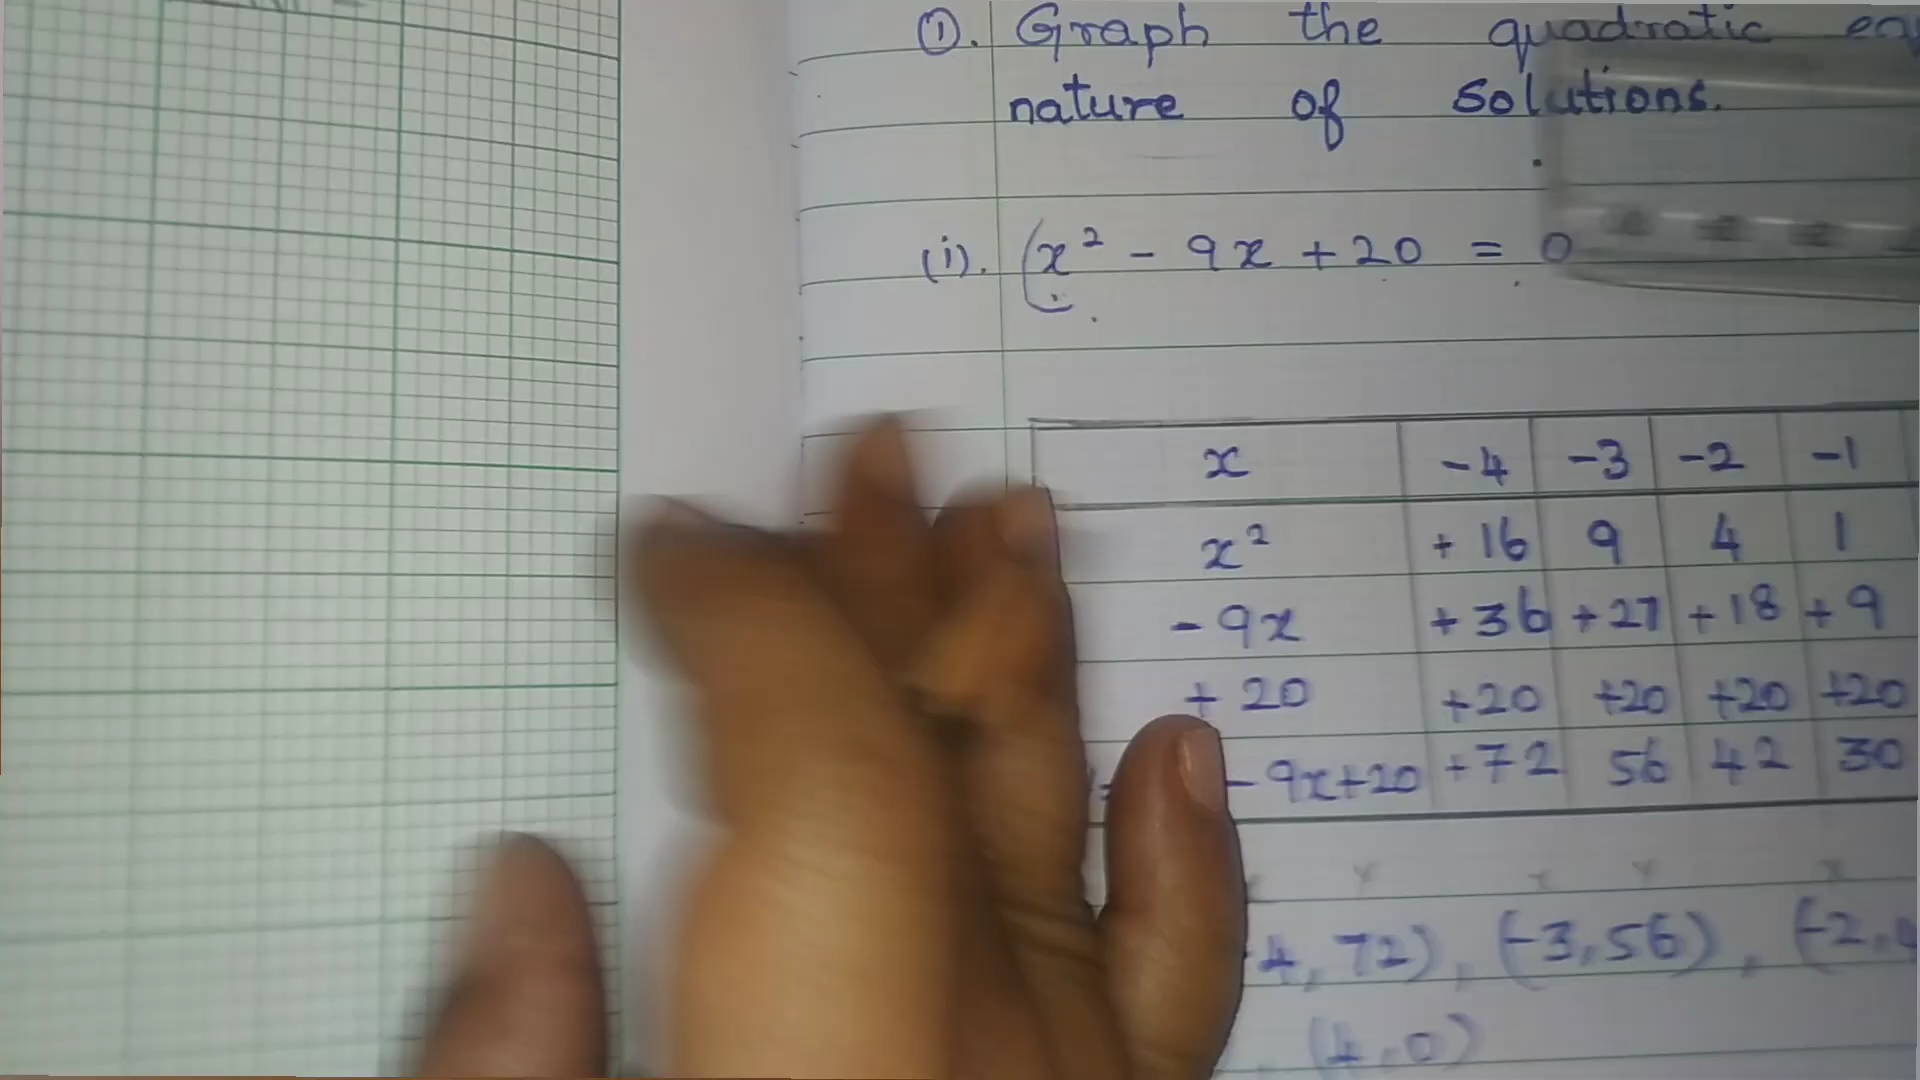 ①. Graph the quadratic
nature of solutions.
(i). x² - 9x + 20 = 0
x -4 -3 -2 -1
x² +16 9 4 1
-9x +36 +27 +18 +9
+20 +20 +20 +20 +20
- 9x+20 +72 56 42 30
4, 72), (-3, 56), (-2,
(4,0)